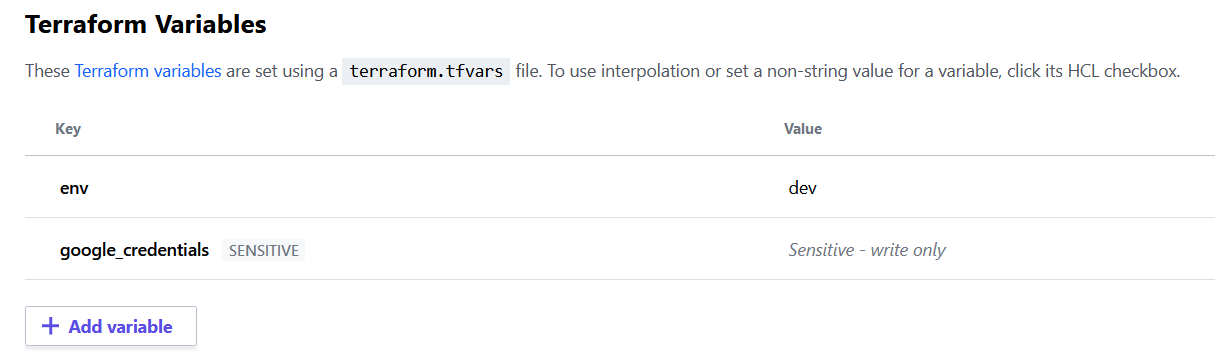 Terraform Variables
These Terraform variables are set using a terraform.tfvars file. To use interpolation or set a non-string value for a variable, click its HCL checkbox.
Key Value
env dev
google_credentials SENSITIVE Sensitive - write only
+ Add variable